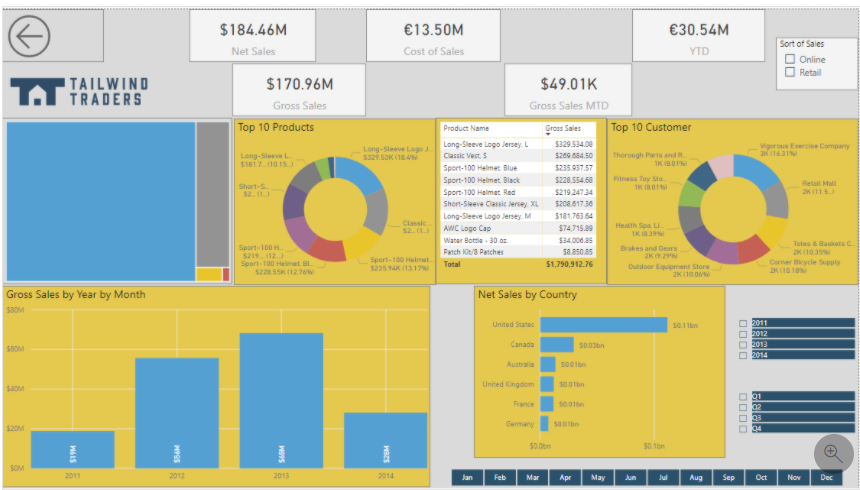 $184.46M
Net Sales
€13.50M
Cost of Sales
€30.54M
YTD
Sort of Sales
Online
Retail
TAILWIND
TRADERS
$170.96M
Gross Sales
$49.01K
Gross Sales MTD
Top 10 Products
Long-Sleeve Logo J...
$329.53K (18.4%)
Classic ...
$2... (1...)
Sport-100 Helmet...
$235.94K (13.17%)
Sport-100 Helmet, Bl...
$228.55K (12.76%)
Sport-100 H...
$219.... (12...)
Short-S...
$2... (1...)
Long-Sleeve L...
$181.7... (10.15...)
Product Name Gross Sales
Long-Sleeve Logo Jersey, L $329,534.08
Classic Vest, S $269,684.50
Sport-100 Helmet, Blue $235,937.57
Sport-100 Helmet, Black $228,554.68
Sport-100 Helmet, Red $219,247.34
Short-Sleeve Classic Jersey, XL $208,617.36
Long-Sleeve Logo Jersey, M $181,763.64
AWC Logo Cap $74,715.89
Water Bottle - 30 oz. $34,006.85
Patch Kit/8 Patches $8,850.85
Total $1,790,912.76
Top 10 Customer
Vigorous Exercise Company
3K (16.21%)
Retail Mall
2K (11.5...)
Totes & Baskets C...
2K (10.35%)
Corner Bicycle Supply
2K (10.18%)
Outdoor Equipment Store
2K (10.06%)
Brakes and Gears
2K (9.29%)
Health Spa, Li...
1K (8.39%)
Fitness Toy Sto...
1K (8.01%)
Thorough Parts and R...
1K (8.01%)
Gross Sales by Year by Month
$80M
$60M
$40M
$20M
$0M
$19M
$56M
$68M
$28M
2011
2012
2013
2014
Net Sales by Country
United States $0.11bn
Canada $0.03bn
Australia $0.01bn
United Kingdom $0.01bn
France $0.01bn
Germany $0.01bn
$0.0bn $0.1bn
2011
2012
2013
2014
Q1
Q2
Q3
Q4
Jan Feb Mar Apr May Jun Jul Aug Sep Oct Nov Dec